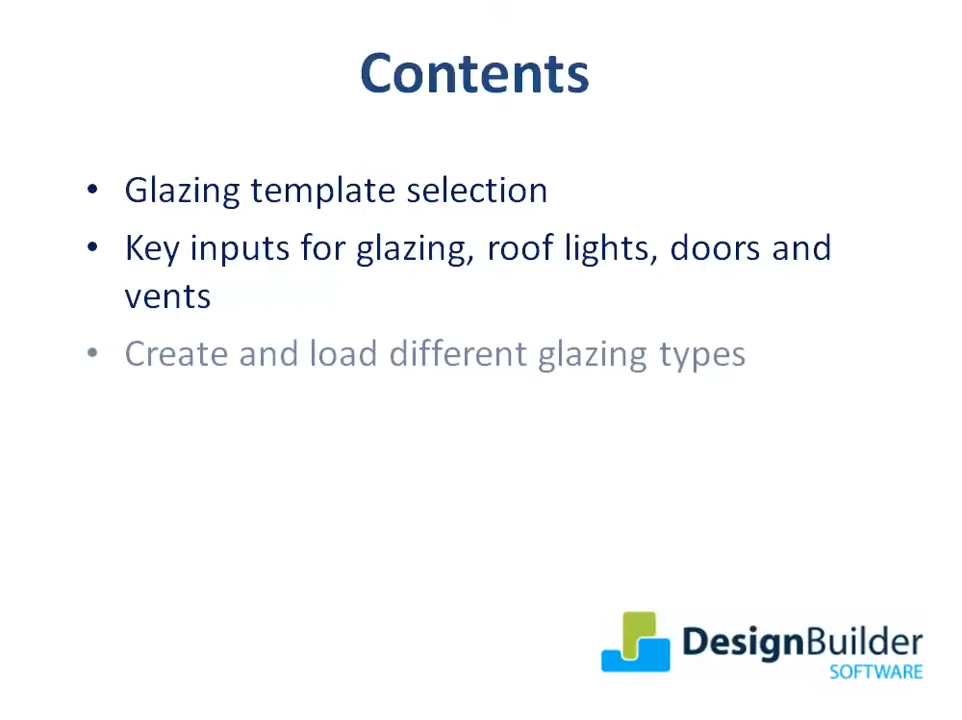 Contents
• Glazing template selection
• Key inputs for glazing, roof lights, doors and
vents
• Create and load different glazing types
DesignBuilder
SOFTWARE